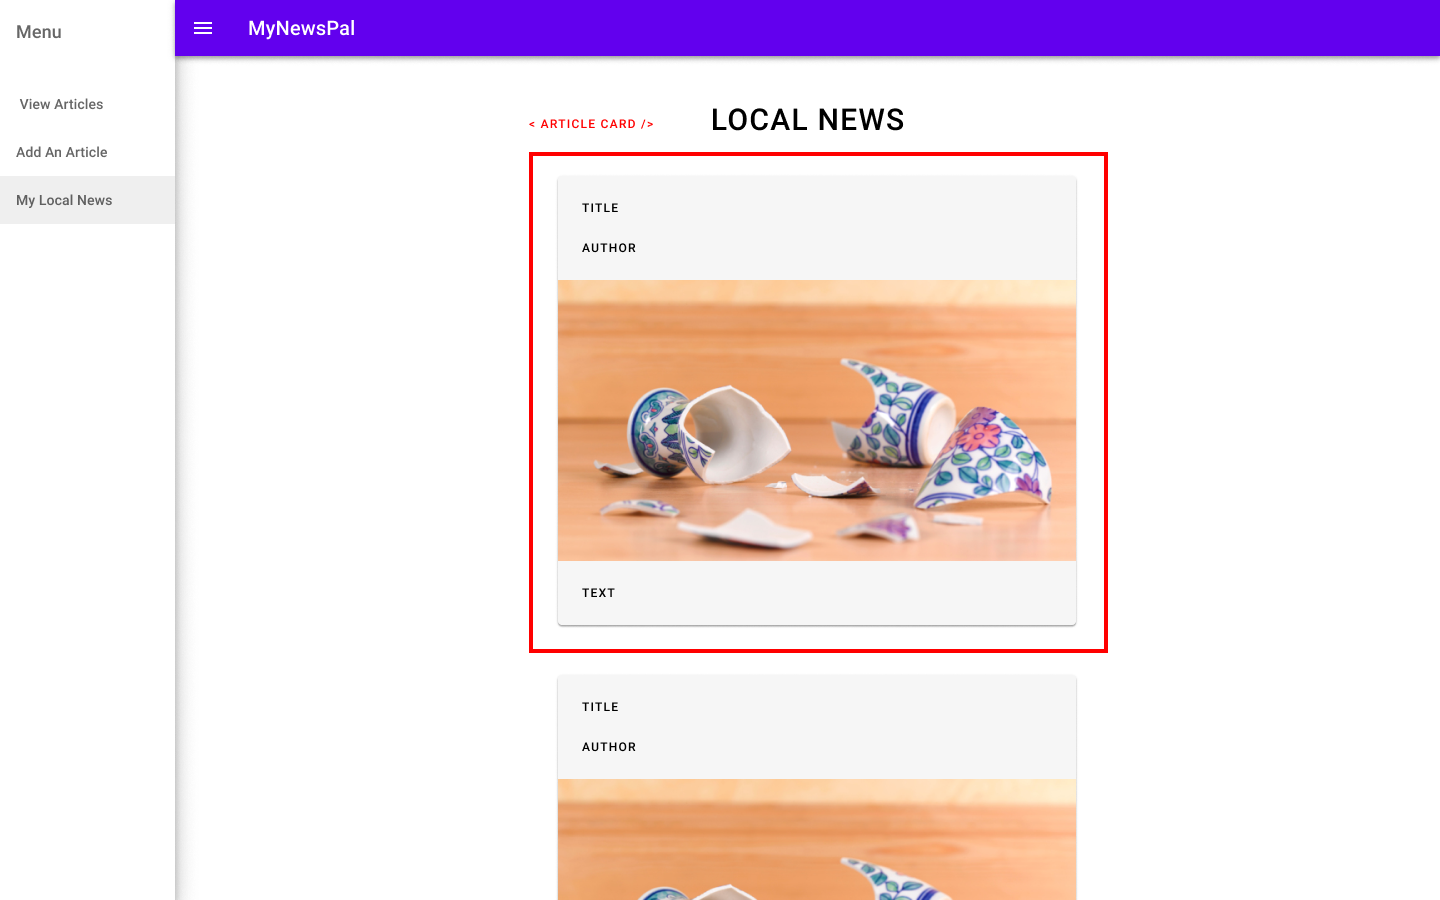 Menu
View Articles
Add An Article
My Local News
MyNewsPal
< ARTICLE CARD />
LOCAL NEWS
TITLE
AUTHOR
TEXT
TITLE
AUTHOR